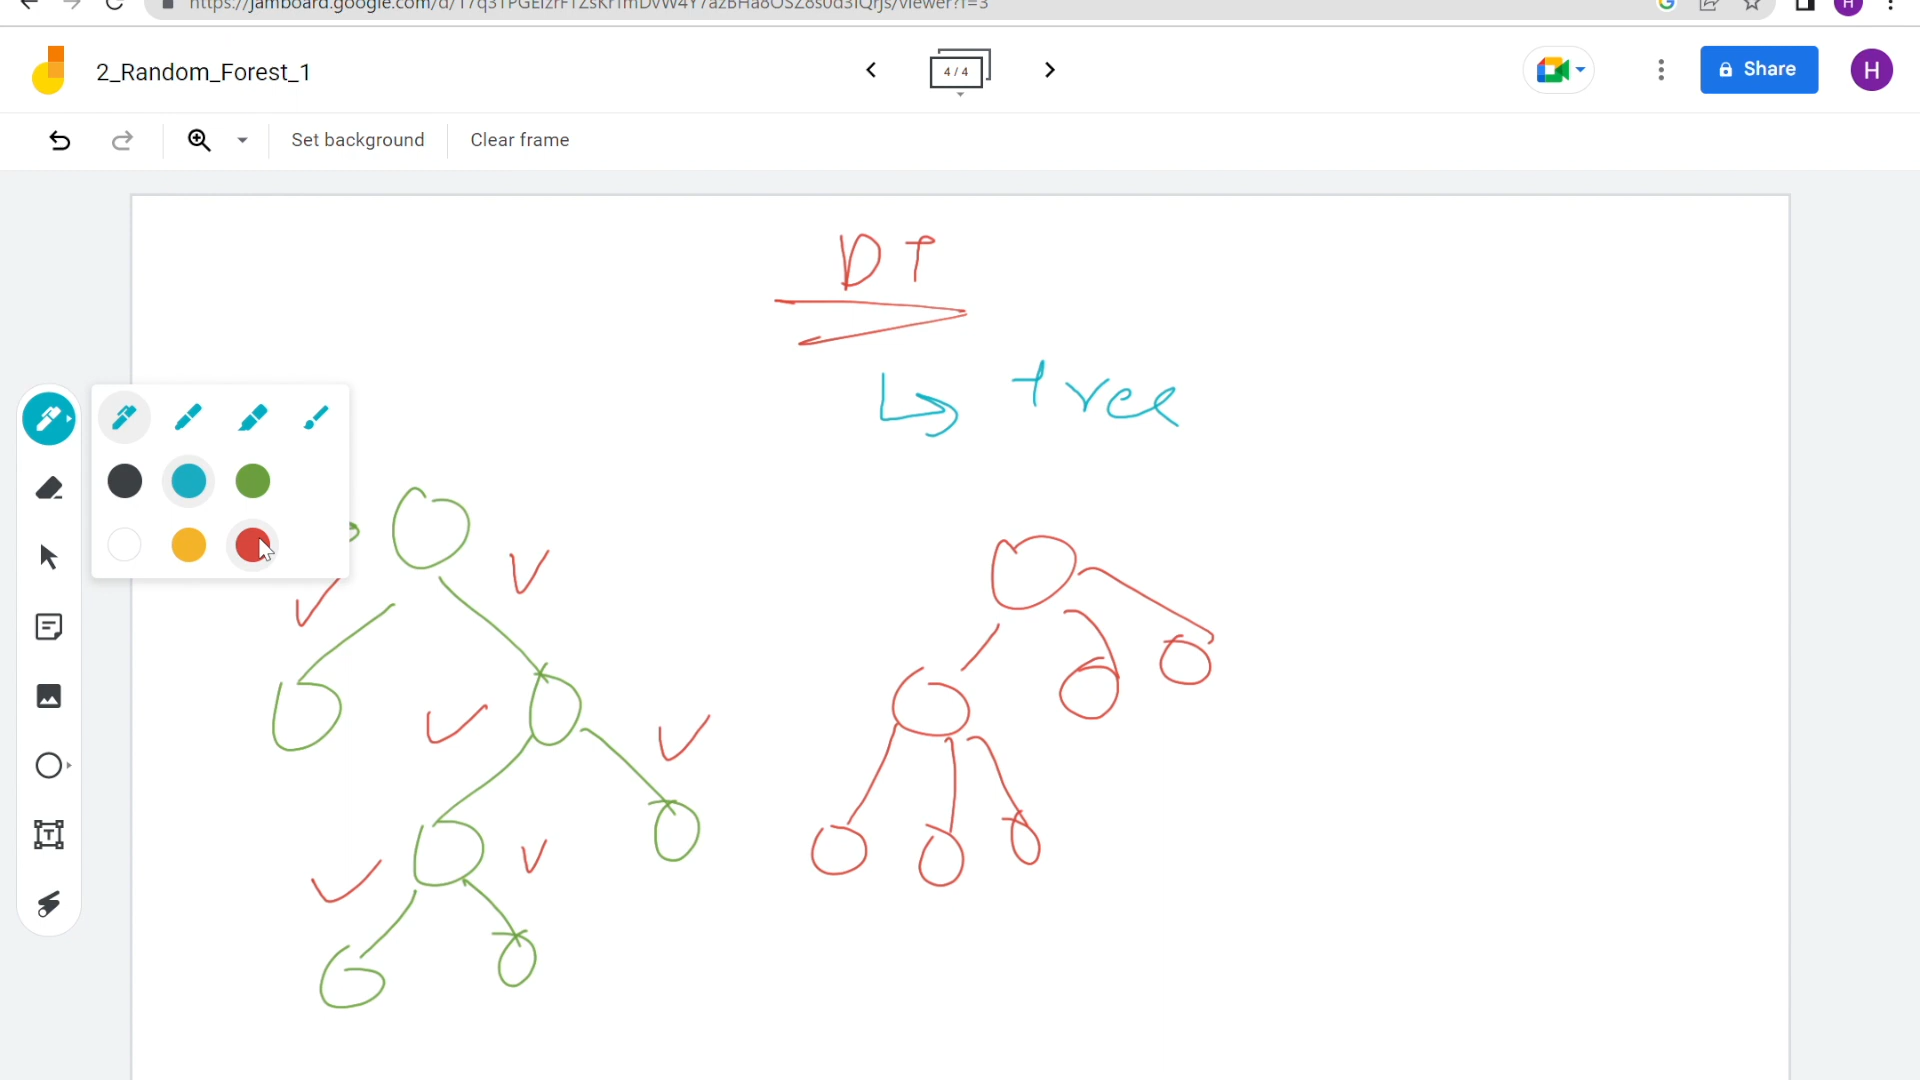 2_Random_Forest_1
4 / 4
Share
H
Set background
Clear frame
DT
tree